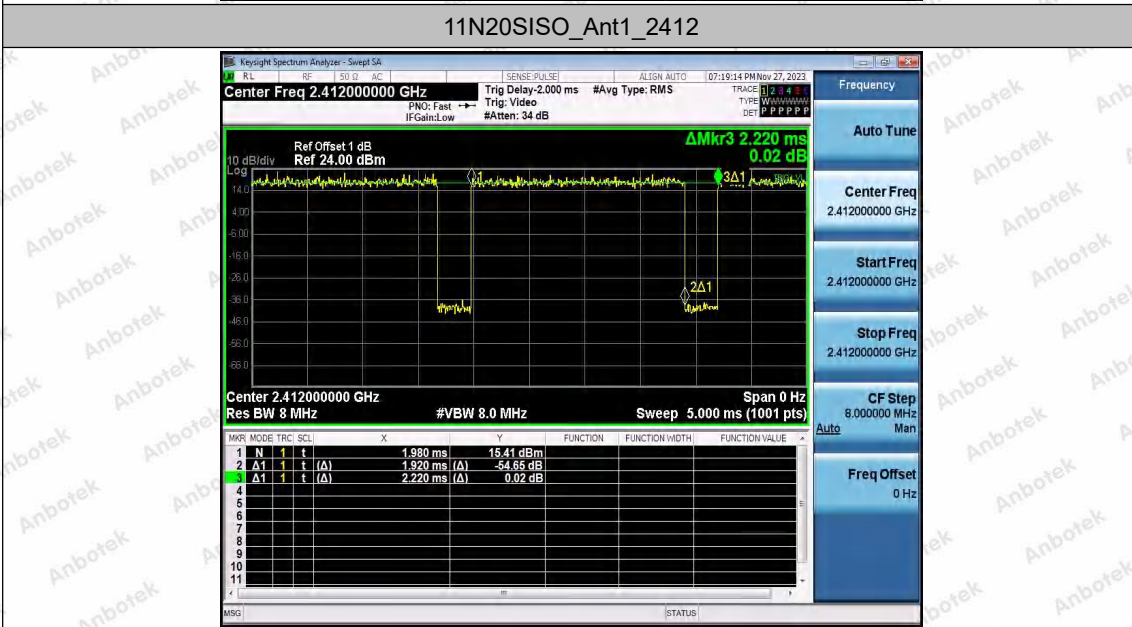 11N20SISO_Ant1_2412
Keysight Spectrum Analyzer - Swept SA
RL RF 50 Ω AC SENSE:PULSE ALIGN AUTO 07:19:14 PM Nov 27, 2023
Center Freq 2.412000000 GHz
PNO: Fast
IFGain:Low
Trig Delay-2.000 ms
Trig: Video
#Atten: 34 dB
#Avg Type: RMS
TRACE 1 2 3 4 5 6
TYPE WWWWWW
DET P P P P P P
Frequency
Auto Tune
Center Freq
2.412000000 GHz
Start Freq
2.412000000 GHz
Stop Freq
2.412000000 GHz
CF Step
8.000000 MHz
Auto Man
Freq Offset
0 Hz
Ref Offset 1 dB
10 dB/div Ref 24.00 dBm
ΔMkr3 2.220 ms
0.02 dB
Log
14.0
4.00
-6.00
-16.0
-26.0
-36.0
-46.0
-56.0
-66.0
1
3Δ1
2Δ1
Center 2.412000000 GHz Span 0 Hz
Res BW 8 MHz #VBW 8.0 MHz Sweep 5.000 ms (1001 pts)
MKR MODE TRC SCL X Y FUNCTION FUNCTION WIDTH FUNCTION VALUE
1 N 1 t 1.980 ms 15.41 dBm
2 Δ1 1 t (Δ) 1.920 ms (Δ) -54.65 dB
3 Δ1 1 t (Δ) 2.220 ms (Δ) 0.02 dB
4
5
6
7
8
9
10
11
MSG STATUS
Anbotek